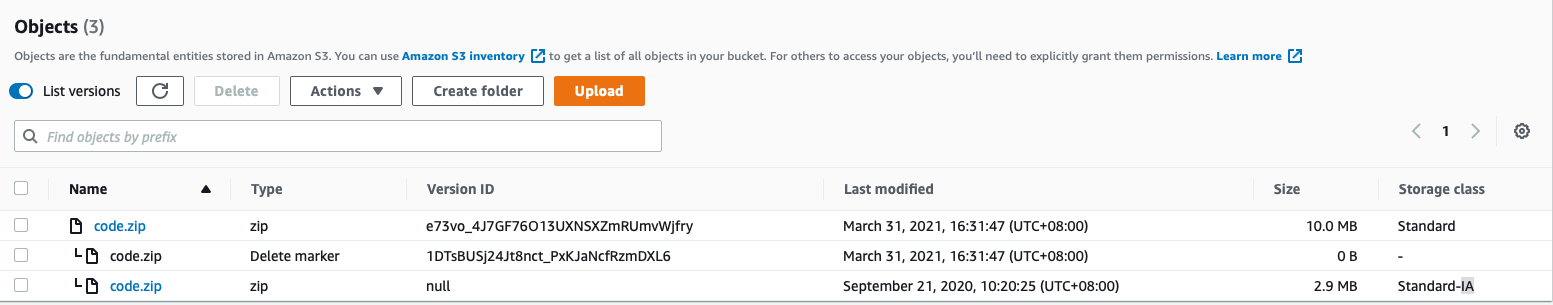 Objects (3)
Objects are the fundamental entities stored in Amazon S3. You can use Amazon S3 inventory to get a list of all objects in your bucket. For others to access your objects, you'll need to explicitly grant them permissions. Learn more
List versions Delete Actions Create folder Upload
Find objects by prefix 1
Name Type Version ID Last modified Size Storage class
code.zip zip e73vo_4J7GF76O13UXNSXZmRUmvWjfry March 31, 2021, 16:31:47 (UTC+08:00) 10.0 MB Standard
code.zip Delete marker 1DTsBUSj24Jt8nct_PxKJaNcfRzmDXL6 March 31, 2021, 16:31:47 (UTC+08:00) 0 B -
code.zip zip null September 21, 2020, 10:20:25 (UTC+08:00) 2.9 MB Standard-IA